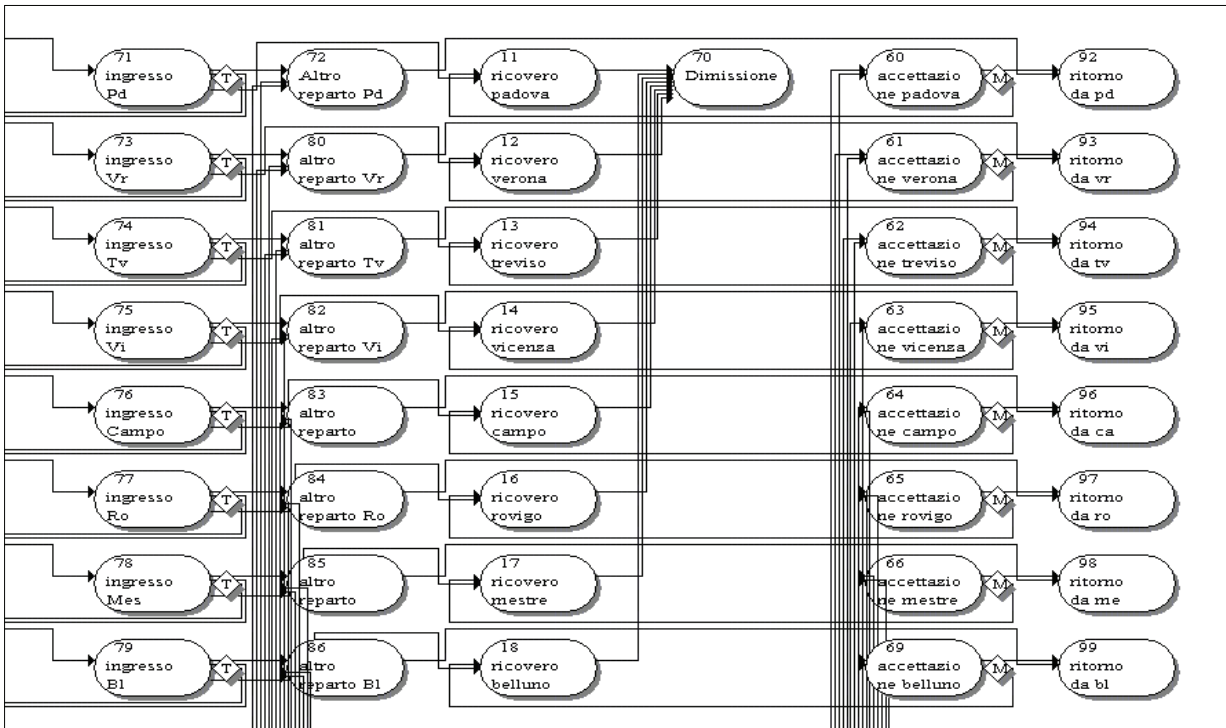 71
ingresso
Pd
T
72
Altro
reparto Pd
11
ricovero
padova
70
Dimissione
60
accettazio
ne padova
M
92
ritorno
da pd
73
ingresso
Vr
T
80
altro
reparto Vr
12
ricovero
verona
61
accettazio
ne verona
M
93
ritorno
da vr
74
ingresso
Tv
T
81
altro
reparto Tv
13
ricovero
treviso
62
accettazio
ne treviso
M
94
ritorno
da tv
75
ingresso
Vi
T
82
altro
reparto Vi
14
ricovero
vicenza
63
accettazio
ne vicenza
M
95
ritorno
da vi
76
ingresso
Campo
T
83
altro
reparto
15
ricovero
campo
64
accettazio
ne campo
M
96
ritorno
da ca
77
ingresso
Ro
T
84
altro
reparto Ro
16
ricovero
rovigo
65
accettazio
ne rovigo
M
97
ritorno
da ro
78
ingresso
Mes
T
85
altro
reparto
17
ricovero
mestre
66
accettazio
ne mestre
M
98
ritorno
da me
79
ingresso
Bl
T
86
altro
reparto Bl
18
ricovero
belluno
69
accettazio
ne belluno
M
99
ritorno
da bl